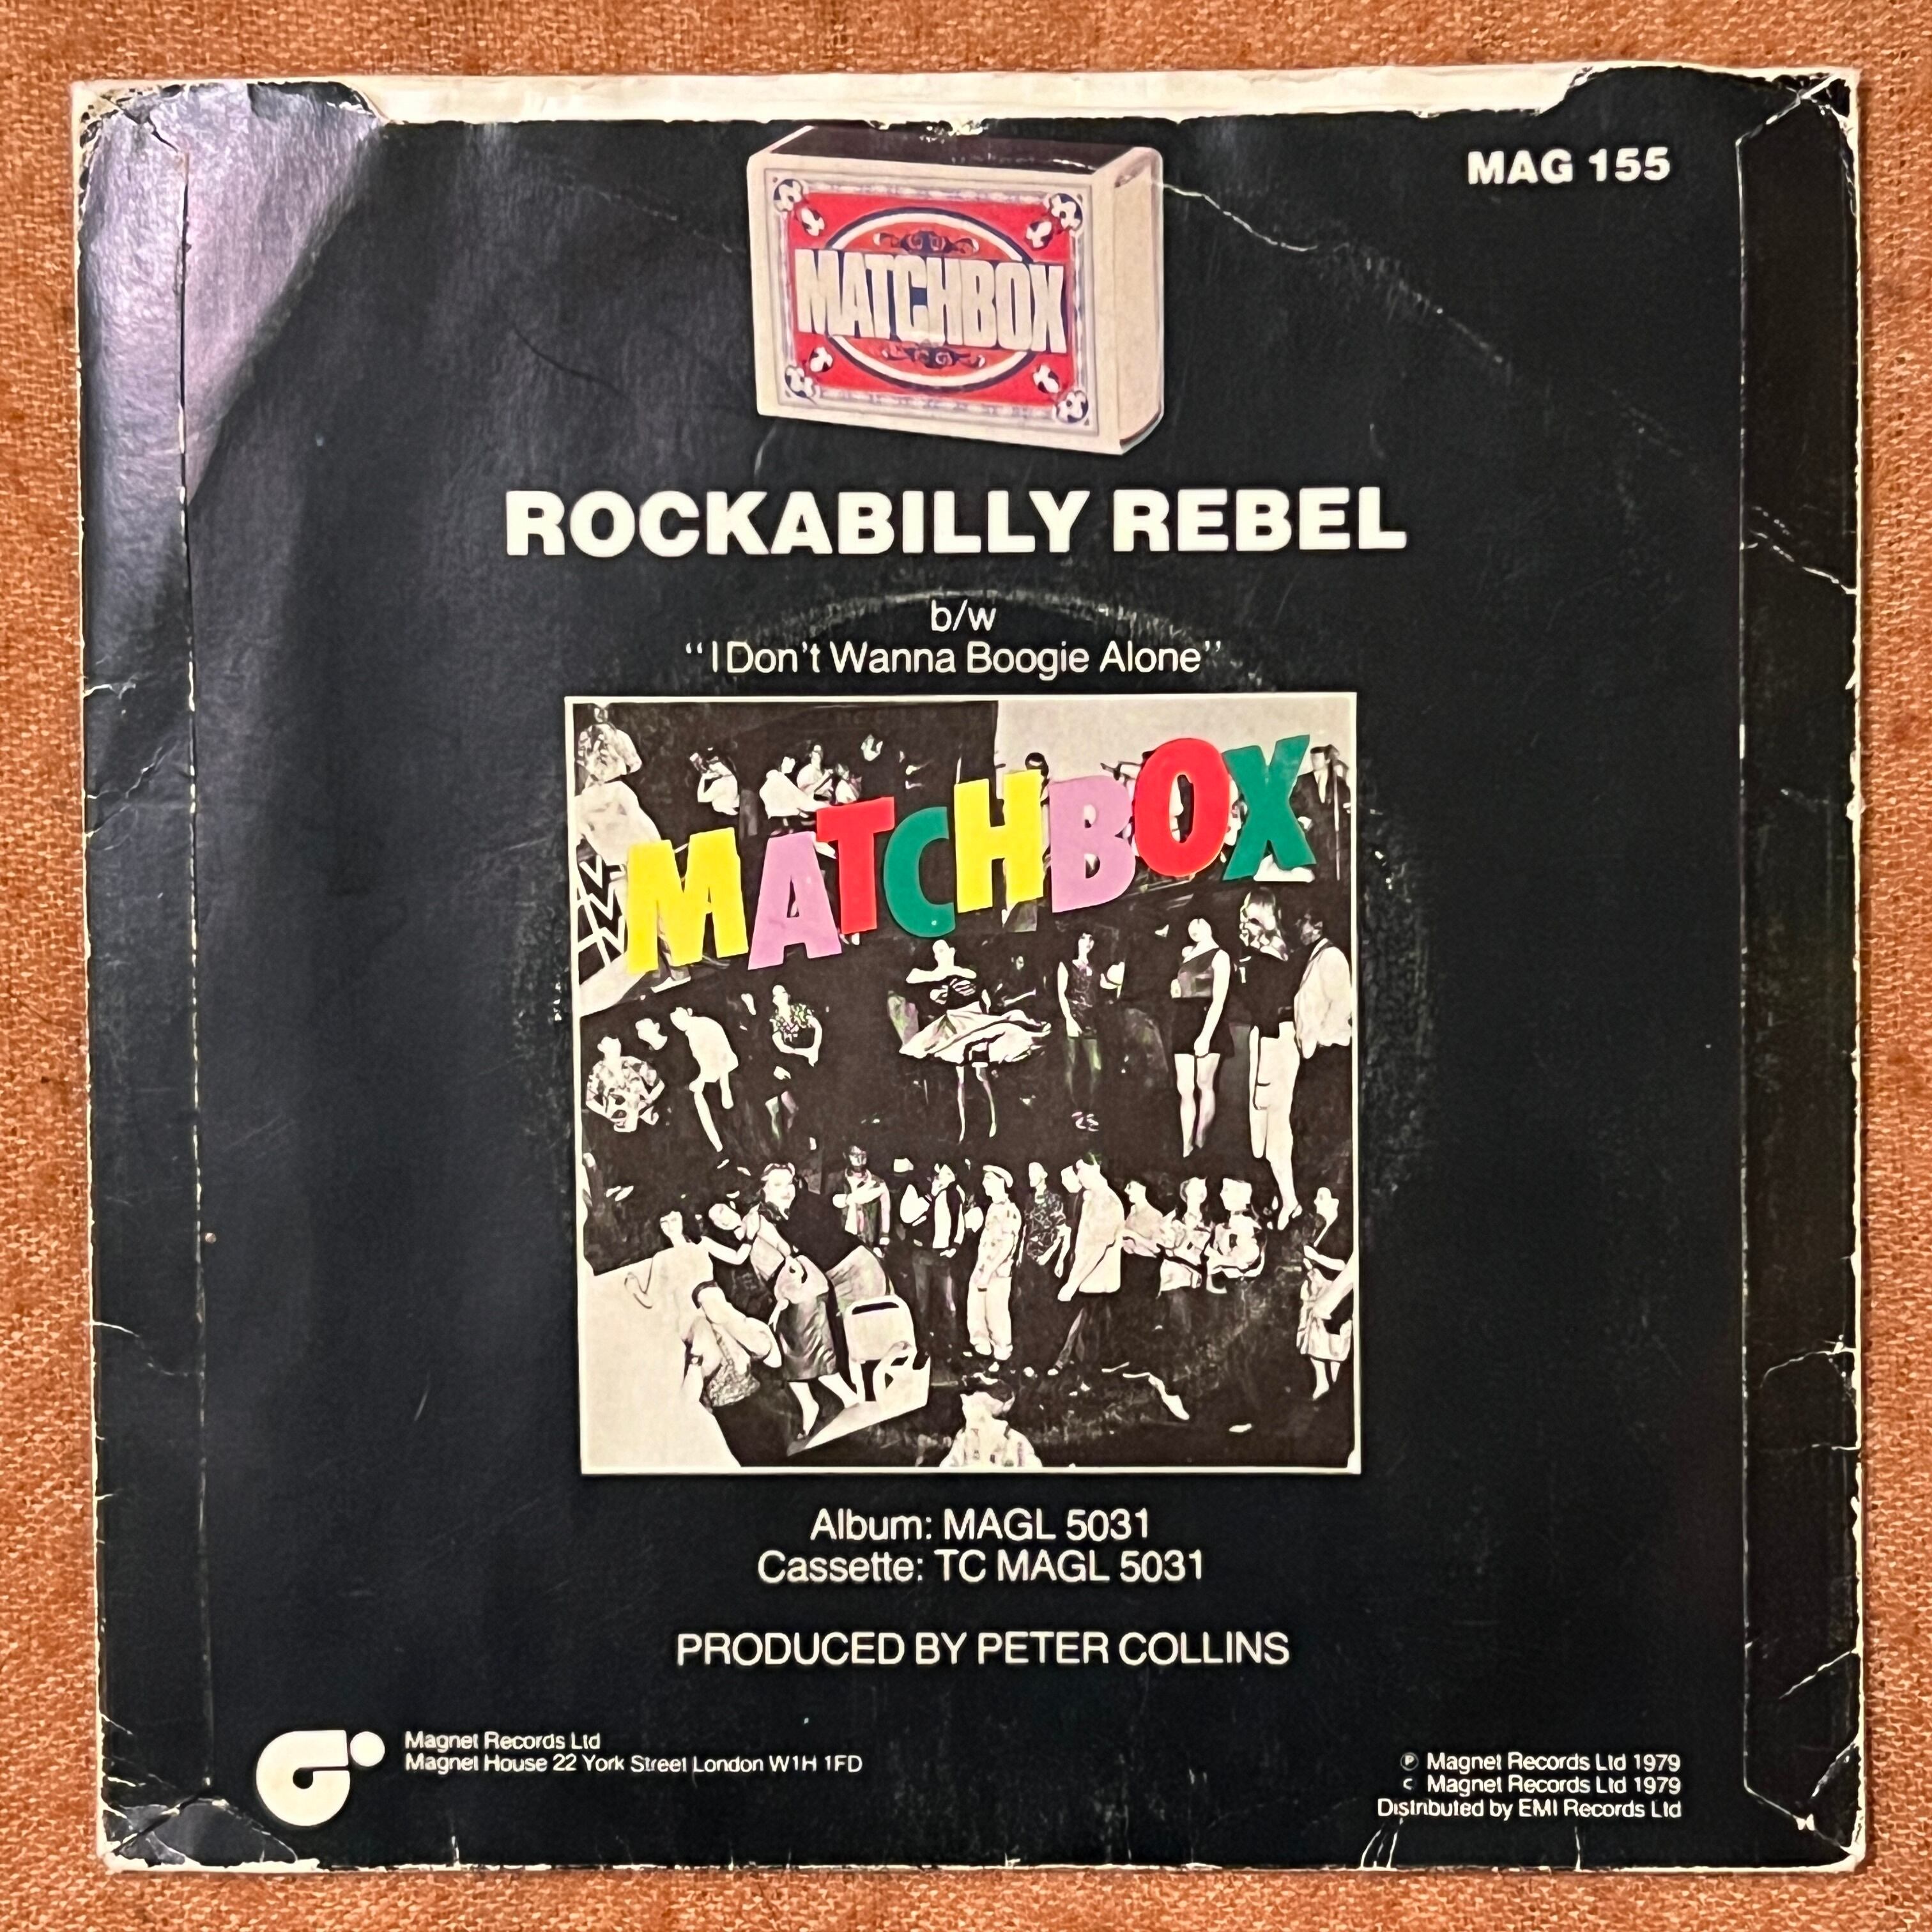 MAG 155
MATCHBOX
ROCKABILLY REBEL
b/w
“I Don't Wanna Boogie Alone”
MATCHBOX
Album: MAGL 5031
Cassette: TC MAGL 5031
PRODUCED BY PETER COLLINS
Magnet Records Ltd
Magnet House 22 York Street London W1H 1FD
℗ Magnet Records Ltd 1979
c Magnet Records Ltd 1979
Distributed by EMI Records Ltd